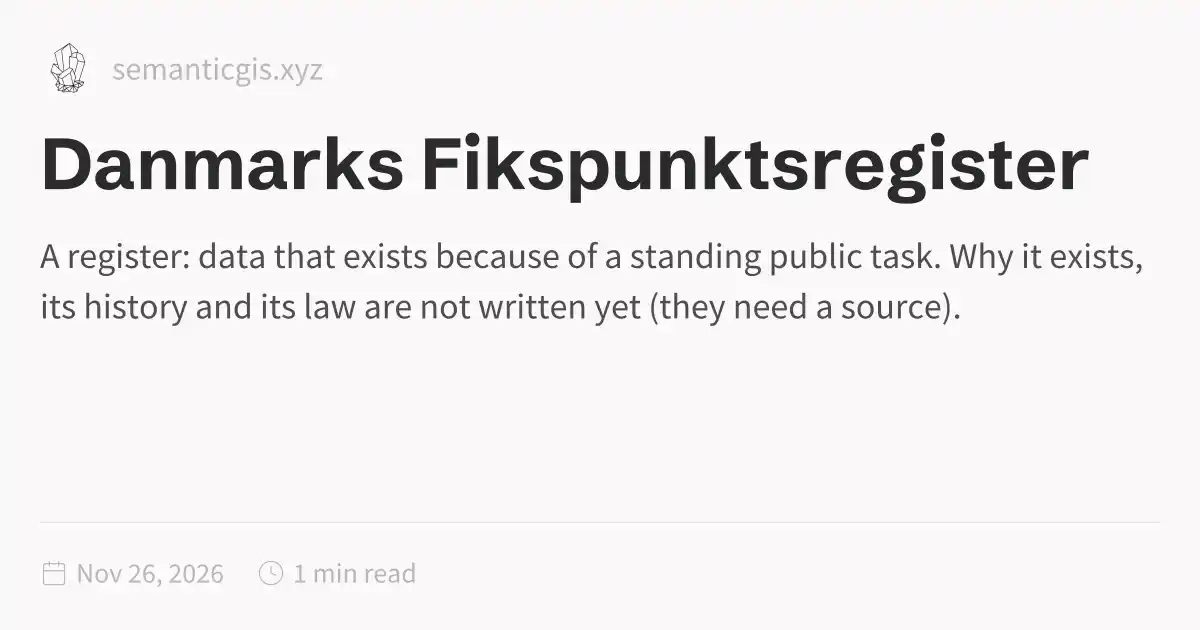 semanticgis.xyz
Danmarks Fikspunktsregister
A register: data that exists because of a standing public task. Why it exists,
its history and its law are not written yet (they need a source).
Nov 26, 2026 1 min read